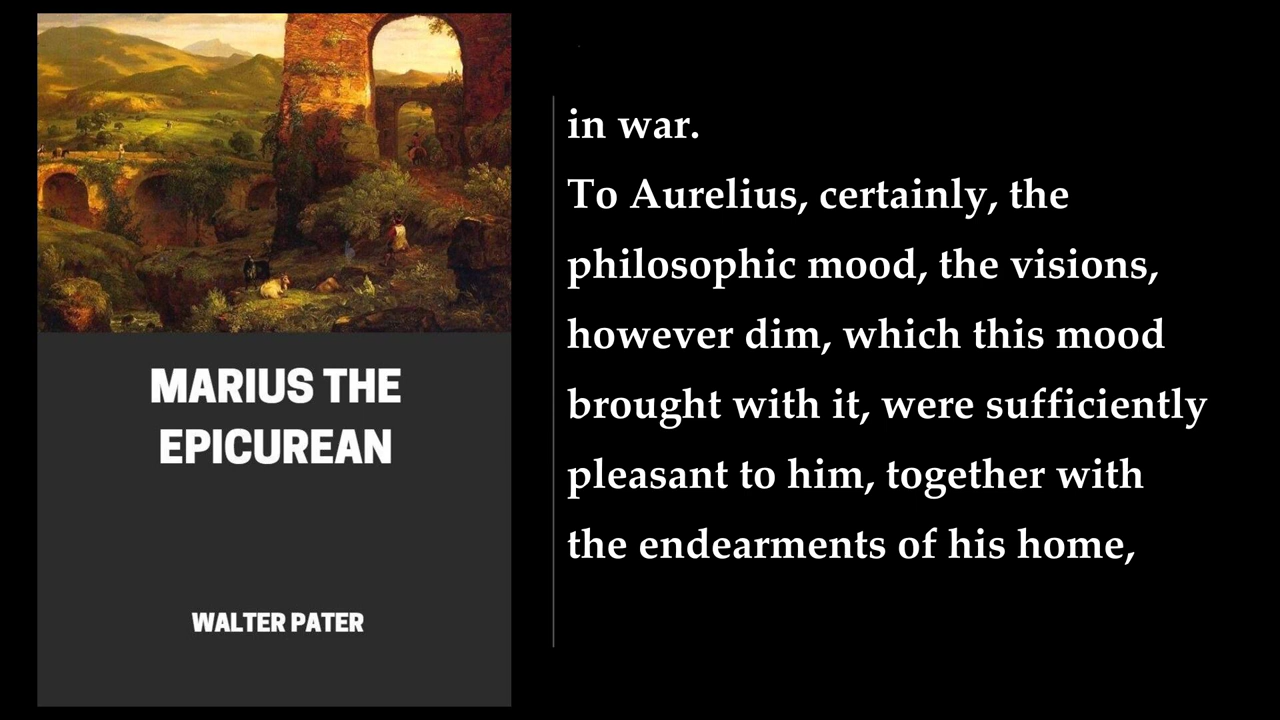 MARIUS THE
EPICUREAN
WALTER PATER
in war.
To Aurelius, certainly, the
philosophic mood, the visions,
however dim, which this mood
brought with it, were sufficiently
pleasant to him, together with
the endearments of his home,